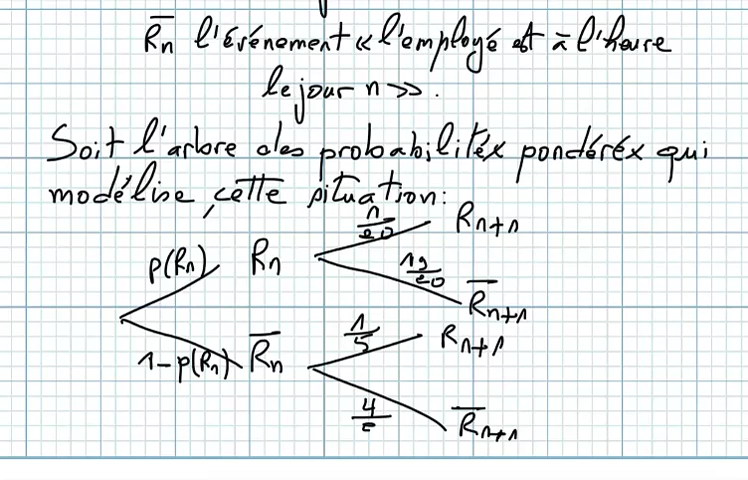 R̅n l'événement « l'employé est à l'heure
le jour n ».
Soit l'arbre des probabilités pondérés qui
modélise cette situation:
1/20 Rn+1
p(Rn) Rn
19/20 R̅n+1
1/5 Rn+1
1-p(Rn) R̅n
4/5 R̅n+1